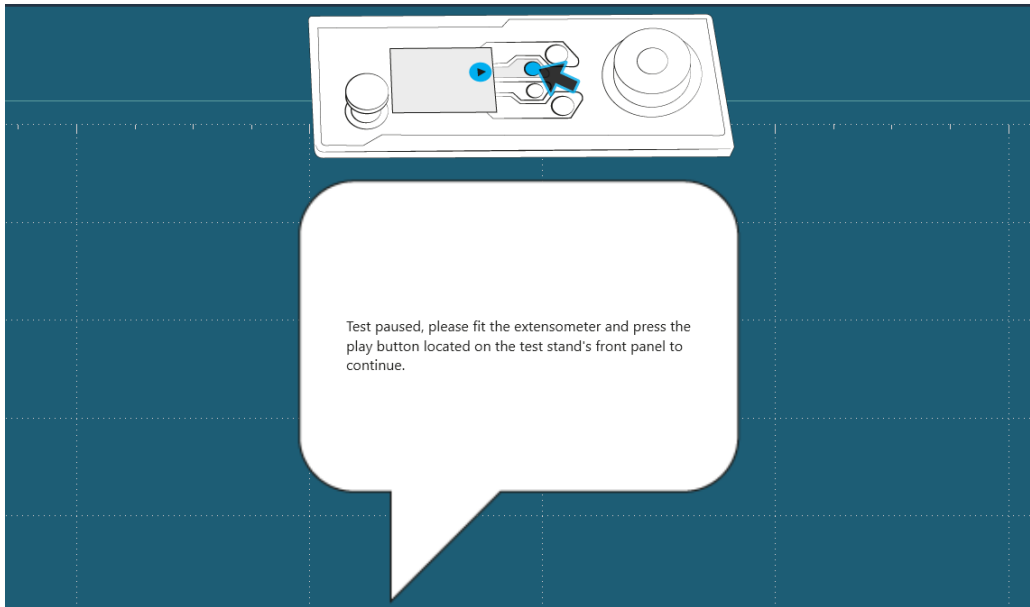 Test paused, please fit the extensometer and press the
play button located on the test stand's front panel to
continue.